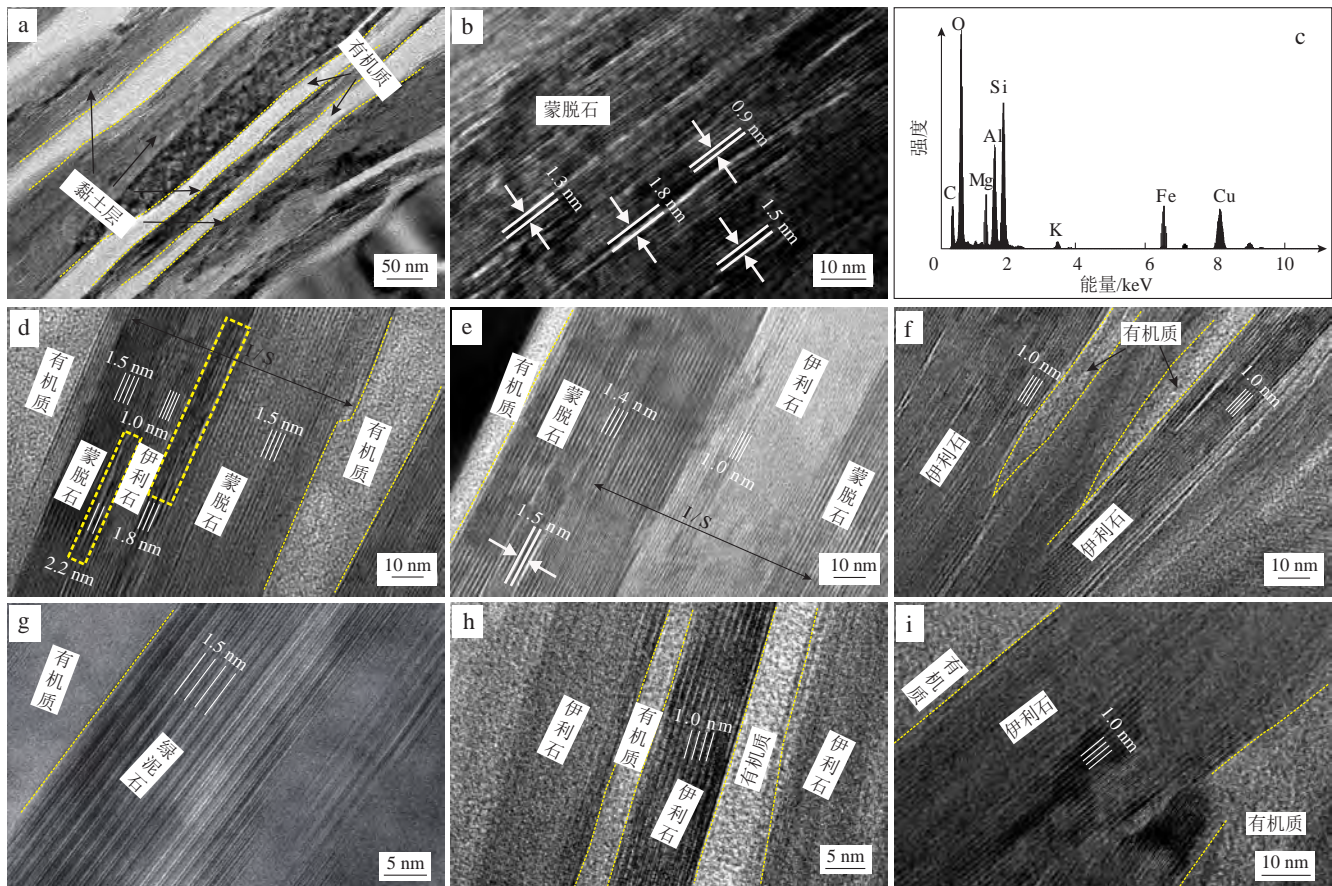 a
有机质
黏土层
50 nm
b
蒙脱石
0.9 nm
1.3 nm
1.8 nm
1.5 nm
10 nm
c
O
Si
Al
Mg
C
K
Fe
Cu
强度
0
2
4
6
8
10
能量/keV
d
有机质
1.5 nm
I/S
1.0 nm
1.5 nm
有机质
蒙脱石
伊利石
蒙脱石
1.8 nm
2.2 nm
10 nm
e
有机质
蒙脱石
1.4 nm
伊利石
1.0 nm
蒙脱石
I/S
1.5 nm
10 nm
f
有机质
1.0 nm
1.0 nm
伊利石
伊利石
10 nm
g
有机质
1.5 nm
绿泥石
5 nm
h
伊利石
有机质
1.0 nm
伊利石
有机质
伊利石
5 nm
i
有机质
伊利石
1.0 nm
有机质
10 nm